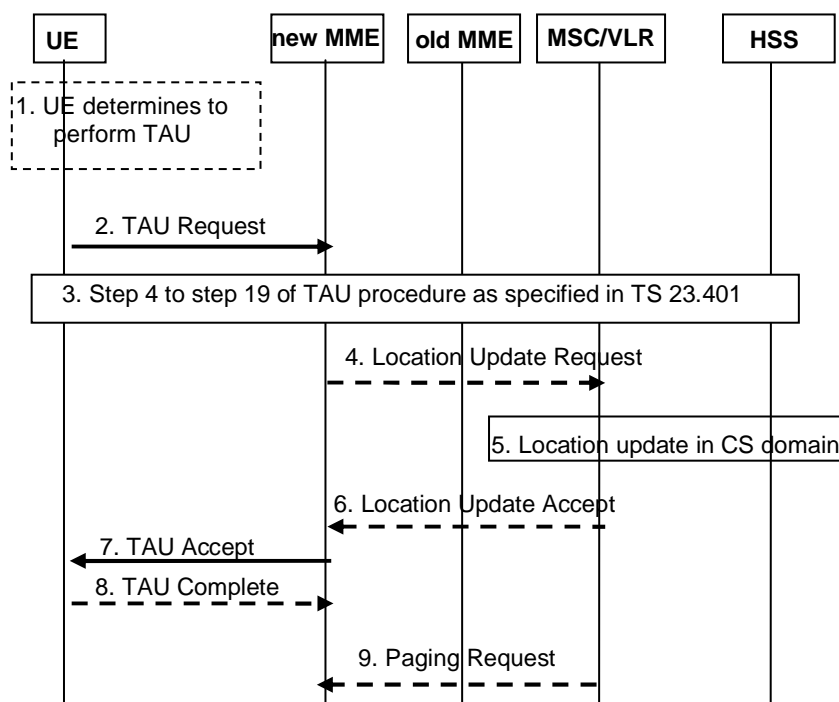 UE
new MME
old MME
MSC/VLR
HSS
1. UE determines to
perform TAU
2. TAU Request
3. Step 4 to step 19 of TAU procedure as specified in TS 23.401
4. Location Update Request
5. Location update in CS domain
6. Location Update Accept
7. TAU Accept
8. TAU Complete
9. Paging Request